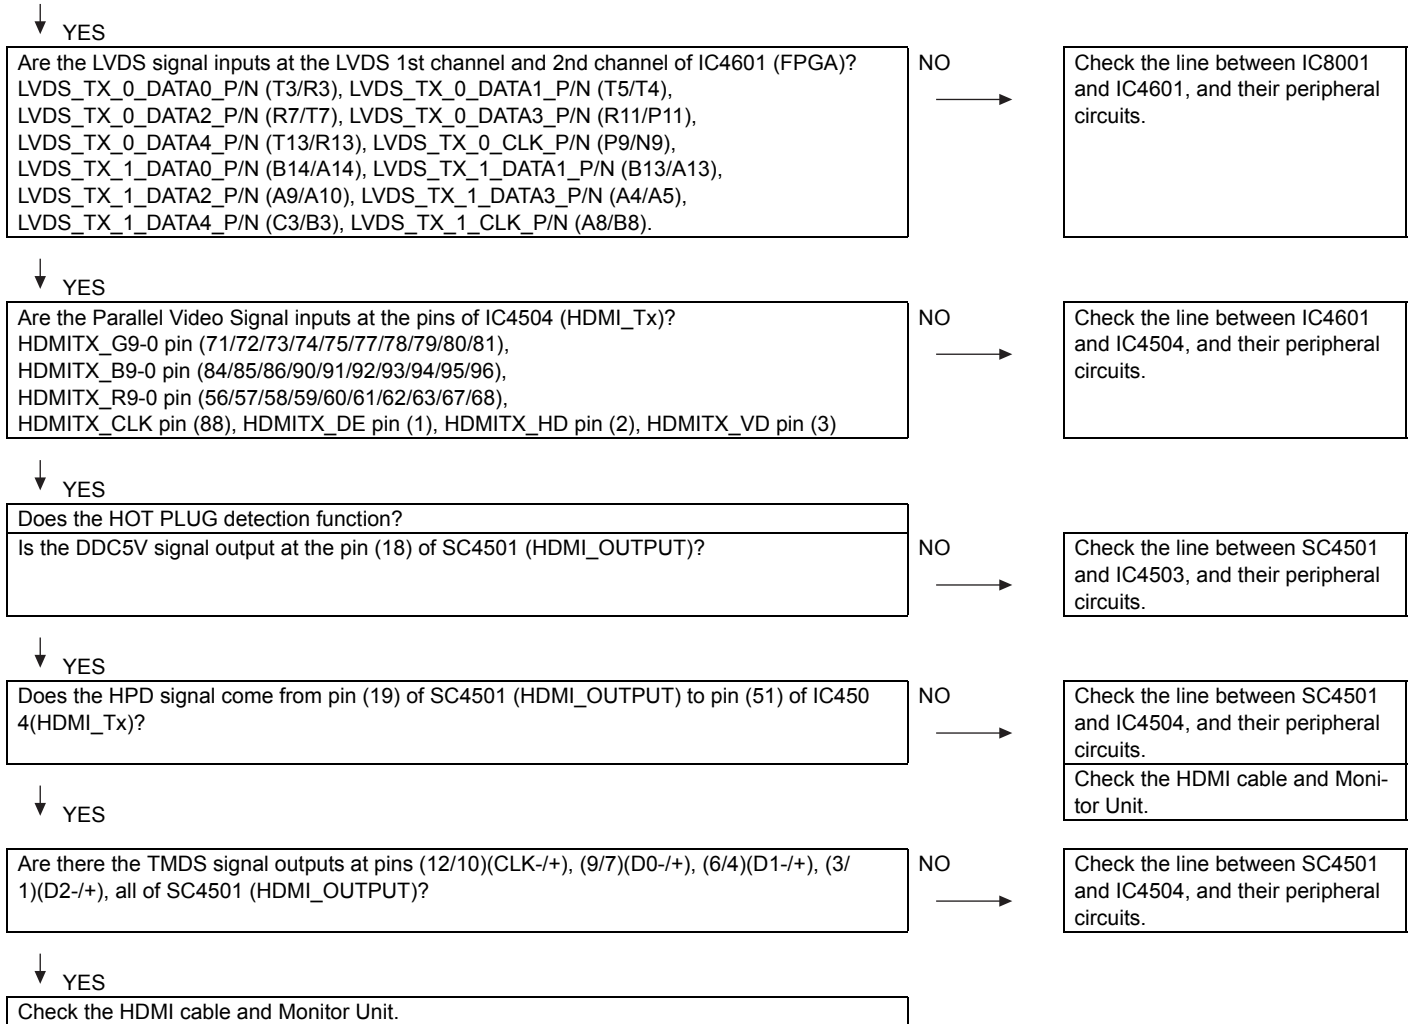 YES
Are the LVDS signal inputs at the LVDS 1st channel and 2nd channel of IC4601 (FPGA)?
LVDS_TX_0_DATA0_P/N (T3/R3), LVDS_TX_0_DATA1_P/N (T5/T4),
LVDS_TX_0_DATA2_P/N (R7/T7), LVDS_TX_0_DATA3_P/N (R11/P11),
LVDS_TX_0_DATA4_P/N (T13/R13), LVDS_TX_0_CLK_P/N (P9/N9),
LVDS_TX_1_DATA0_P/N (B14/A14), LVDS_TX_1_DATA1_P/N (B13/A13),
LVDS_TX_1_DATA2_P/N (A9/A10), LVDS_TX_1_DATA3_P/N (A4/A5),
LVDS_TX_1_DATA4_P/N (C3/B3), LVDS_TX_1_CLK_P/N (A8/B8).
NO
Check the line between IC8001
and IC4601, and their peripheral
circuits.
YES
Are the Parallel Video Signal inputs at the pins of IC4504 (HDMI_Tx)?
HDMITX_G9-0 pin (71/72/73/74/75/77/78/79/80/81),
HDMITX_B9-0 pin (84/85/86/90/91/92/93/94/95/96),
HDMITX_R9-0 pin (56/57/58/59/60/61/62/63/67/68),
HDMITX_CLK pin (88), HDMITX_DE pin (1), HDMITX_HD pin (2), HDMITX_VD pin (3)
NO
Check the line between IC4601
and IC4504, and their peripheral
circuits.
YES
Does the HOT PLUG detection function?
Is the DDC5V signal output at the pin (18) of SC4501 (HDMI_OUTPUT)?
NO
Check the line between SC4501
and IC4503, and their peripheral
circuits.
YES
Does the HPD signal come from pin (19) of SC4501 (HDMI_OUTPUT) to pin (51) of IC450
4(HDMI_Tx)?
NO
Check the line between SC4501
and IC4504, and their peripheral
circuits.
Check the HDMI cable and Moni-
tor Unit.
YES
Are there the TMDS signal outputs at pins (12/10)(CLK-/+), (9/7)(D0-/+), (6/4)(D1-/+), (3/
1)(D2-/+), all of SC4501 (HDMI_OUTPUT)?
NO
Check the line between SC4501
and IC4504, and their peripheral
circuits.
YES
Check the HDMI cable and Monitor Unit.